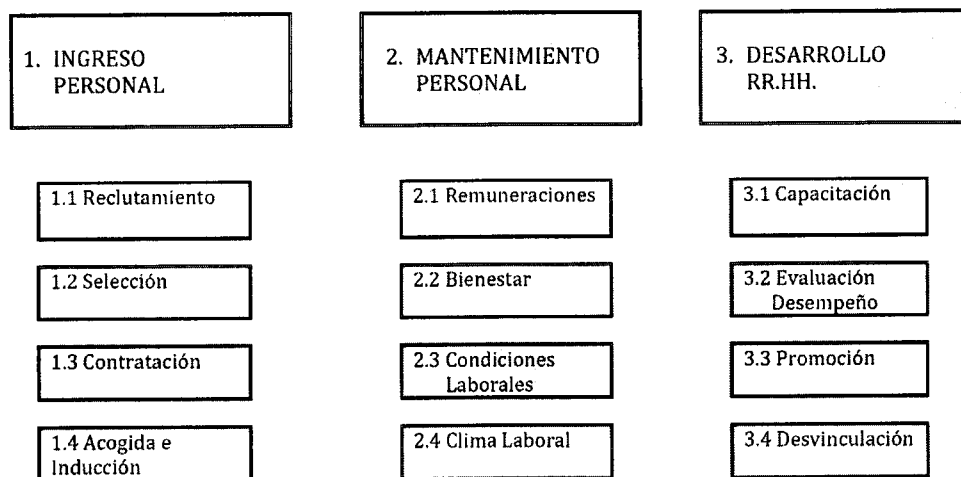 1. INGRESO
PERSONAL
2. MANTENIMIENTO
PERSONAL
3. DESARROLLO
RR.HH.
1.1 Reclutamiento
2.1 Remuneraciones
3.1 Capacitación
1.2 Selección
2.2 Bienestar
3.2 Evaluación
Desempeño
1.3 Contratación
2.3 Condiciones
Laborales
3.3 Promoción
1.4 Acogida e
Inducción
2.4 Clima Laboral
3.4 Desvinculación